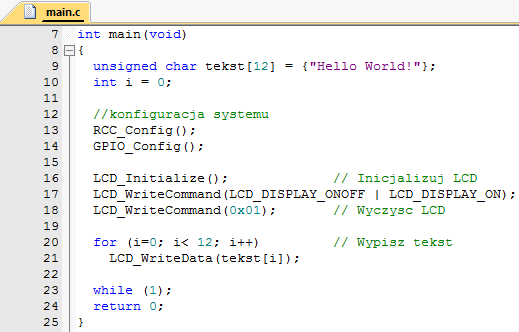 main.c
7 int main(void)
8 {
9 unsigned char tekst[12] = {"Hello World!"};
10 int i = 0;
11
12 //konfiguracja systemu
13 RCC_Config();
14 GPIO_Config();
15
16 LCD_Initialize(); // Inicjalizuj LCD
17 LCD_WriteCommand(LCD_DISPLAY_ONOFF | LCD_DISPLAY_ON);
18 LCD_WriteCommand(0x01); // Wyczysc LCD
19
20 for (i=0; i< 12; i++) // Wypisz tekst
21 LCD_WriteData(tekst[i]);
22
23 while (1);
24 return 0;
25 }